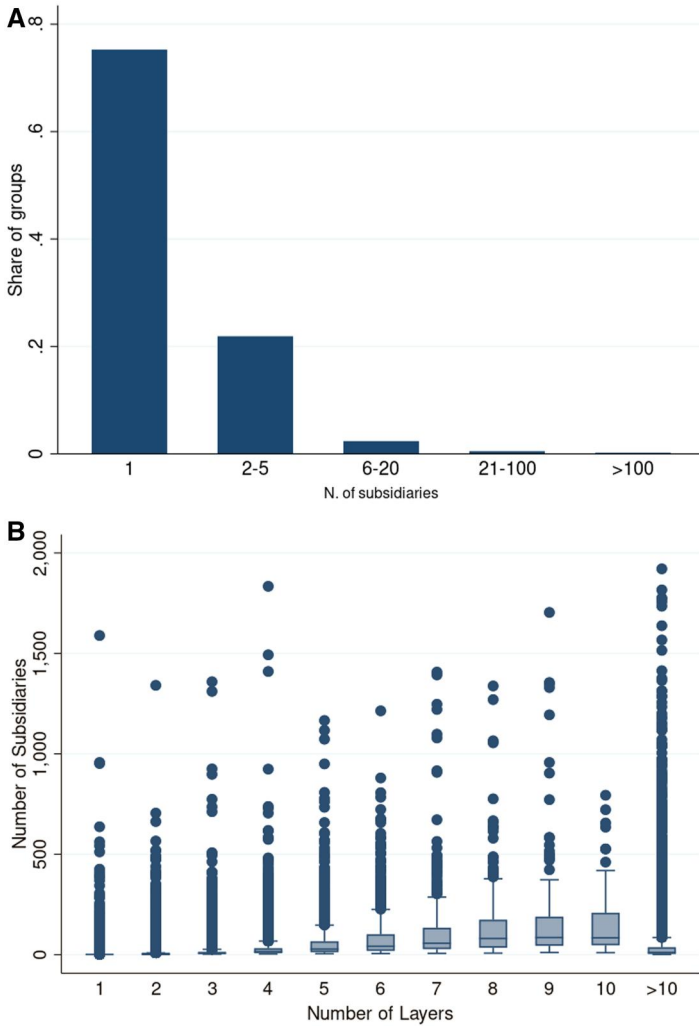 A
Share of groups
.8
.6
.4
.2
0
1 2-5 6-20 21-100 >100
N. of subsidiaries
B
Number of Subsidiaries
2,000
1,500
1,000
500
0
1 2 3 4 5 6 7 8 9 10 >10
Number of Layers